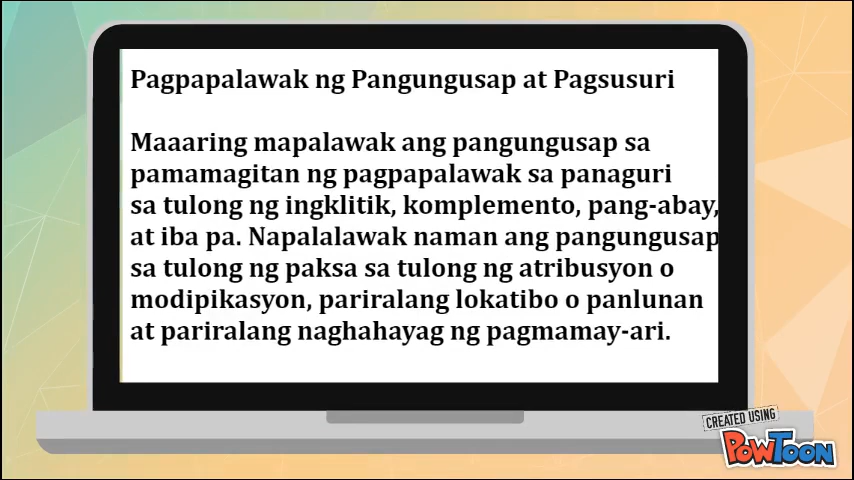 Pagpapalawak ng Pangungusap at Pagsusuri
Maaaring mapalawak ang pangungusap sa
pamamagitan ng pagpapalawak sa panaguri
sa tulong ng ingklitik, komplemento, pang-abay,
at iba pa. Napalalawak naman ang pangungusap
sa tulong ng paksa sa tulong ng atribusyon o
modipikasyon, pariralang lokatibo o panlunan
at pariralang naghahayag ng pagmamay-ari.
CREATED USING
POWTOON